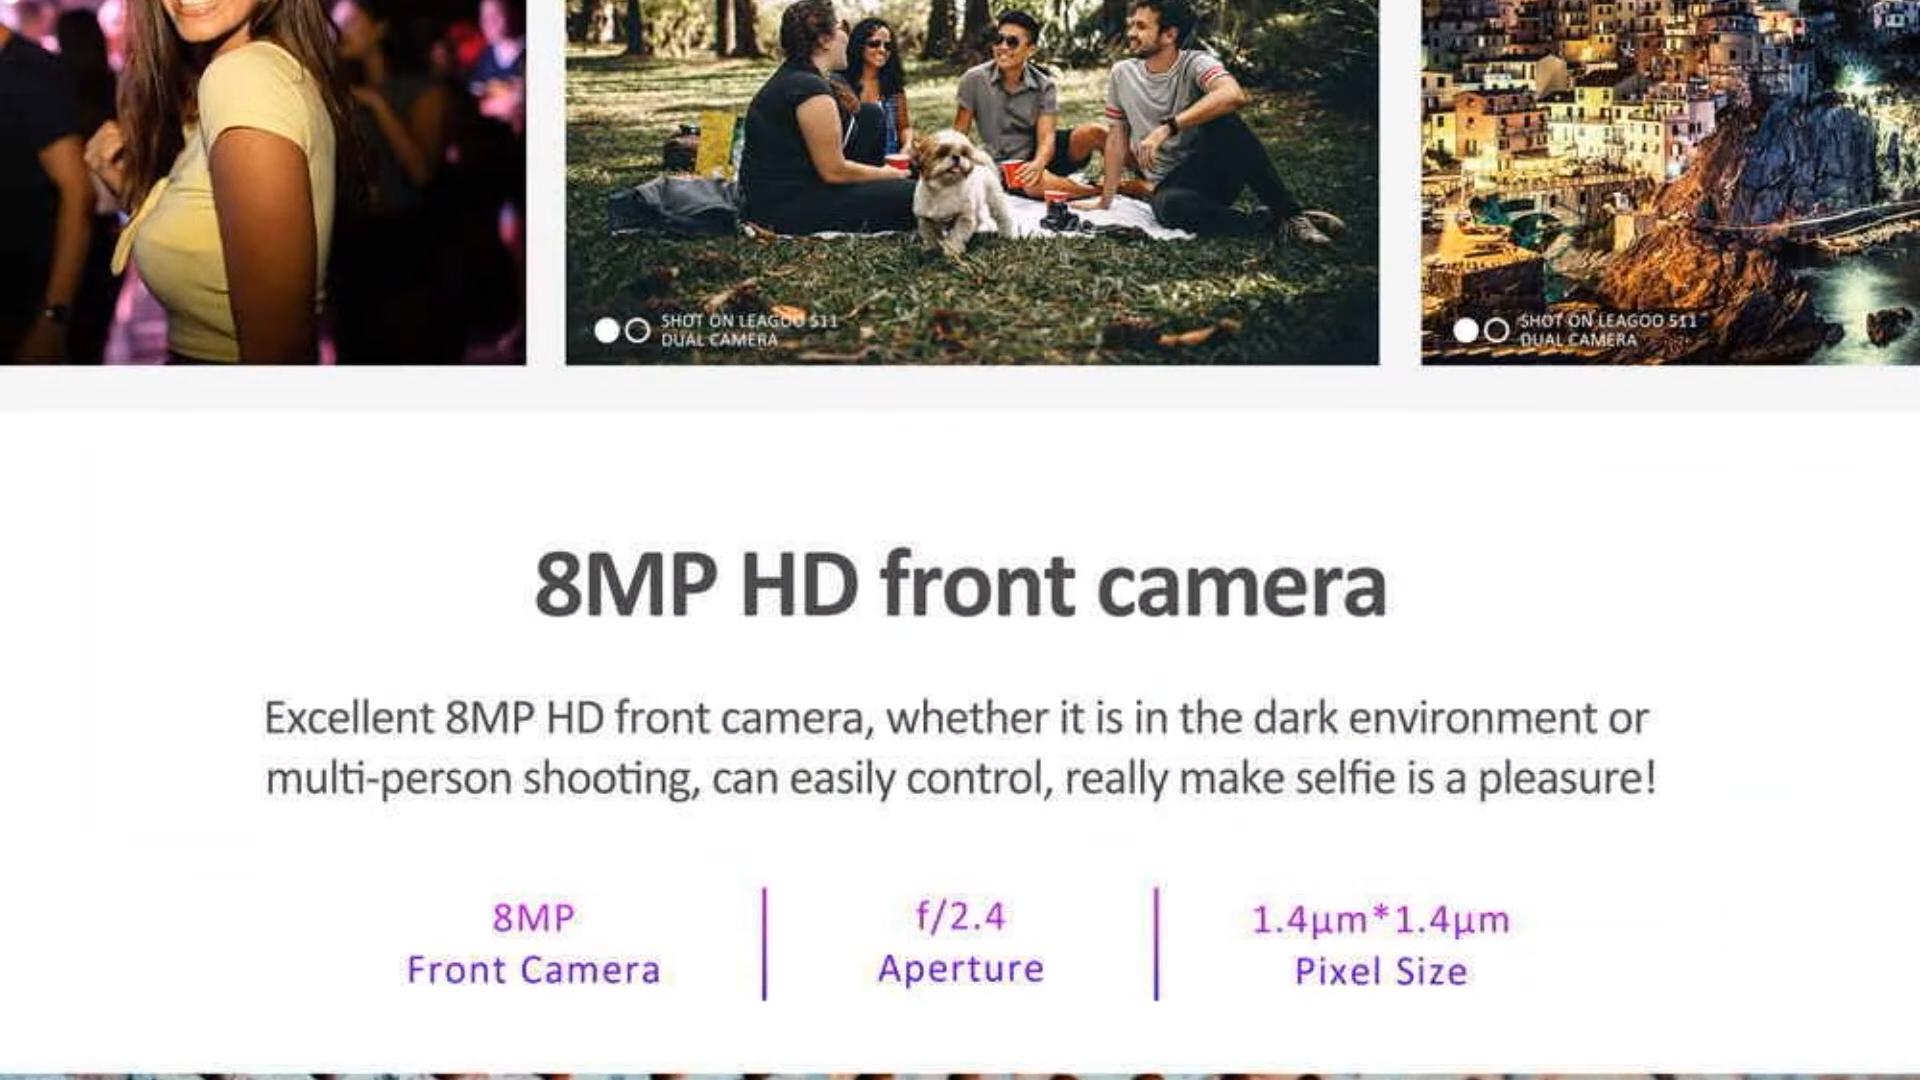 SHOT ON LEAGOO S11
DUAL CAMERA
SHOT ON LEAGOO S11
DUAL CAMERA
8MP HD front camera
Excellent 8MP HD front camera, whether it is in the dark environment or
multi-person shooting, can easily control, really make selfie is a pleasure!
8MP
Front Camera
f/2.4
Aperture
1.4μm*1.4μm
Pixel Size